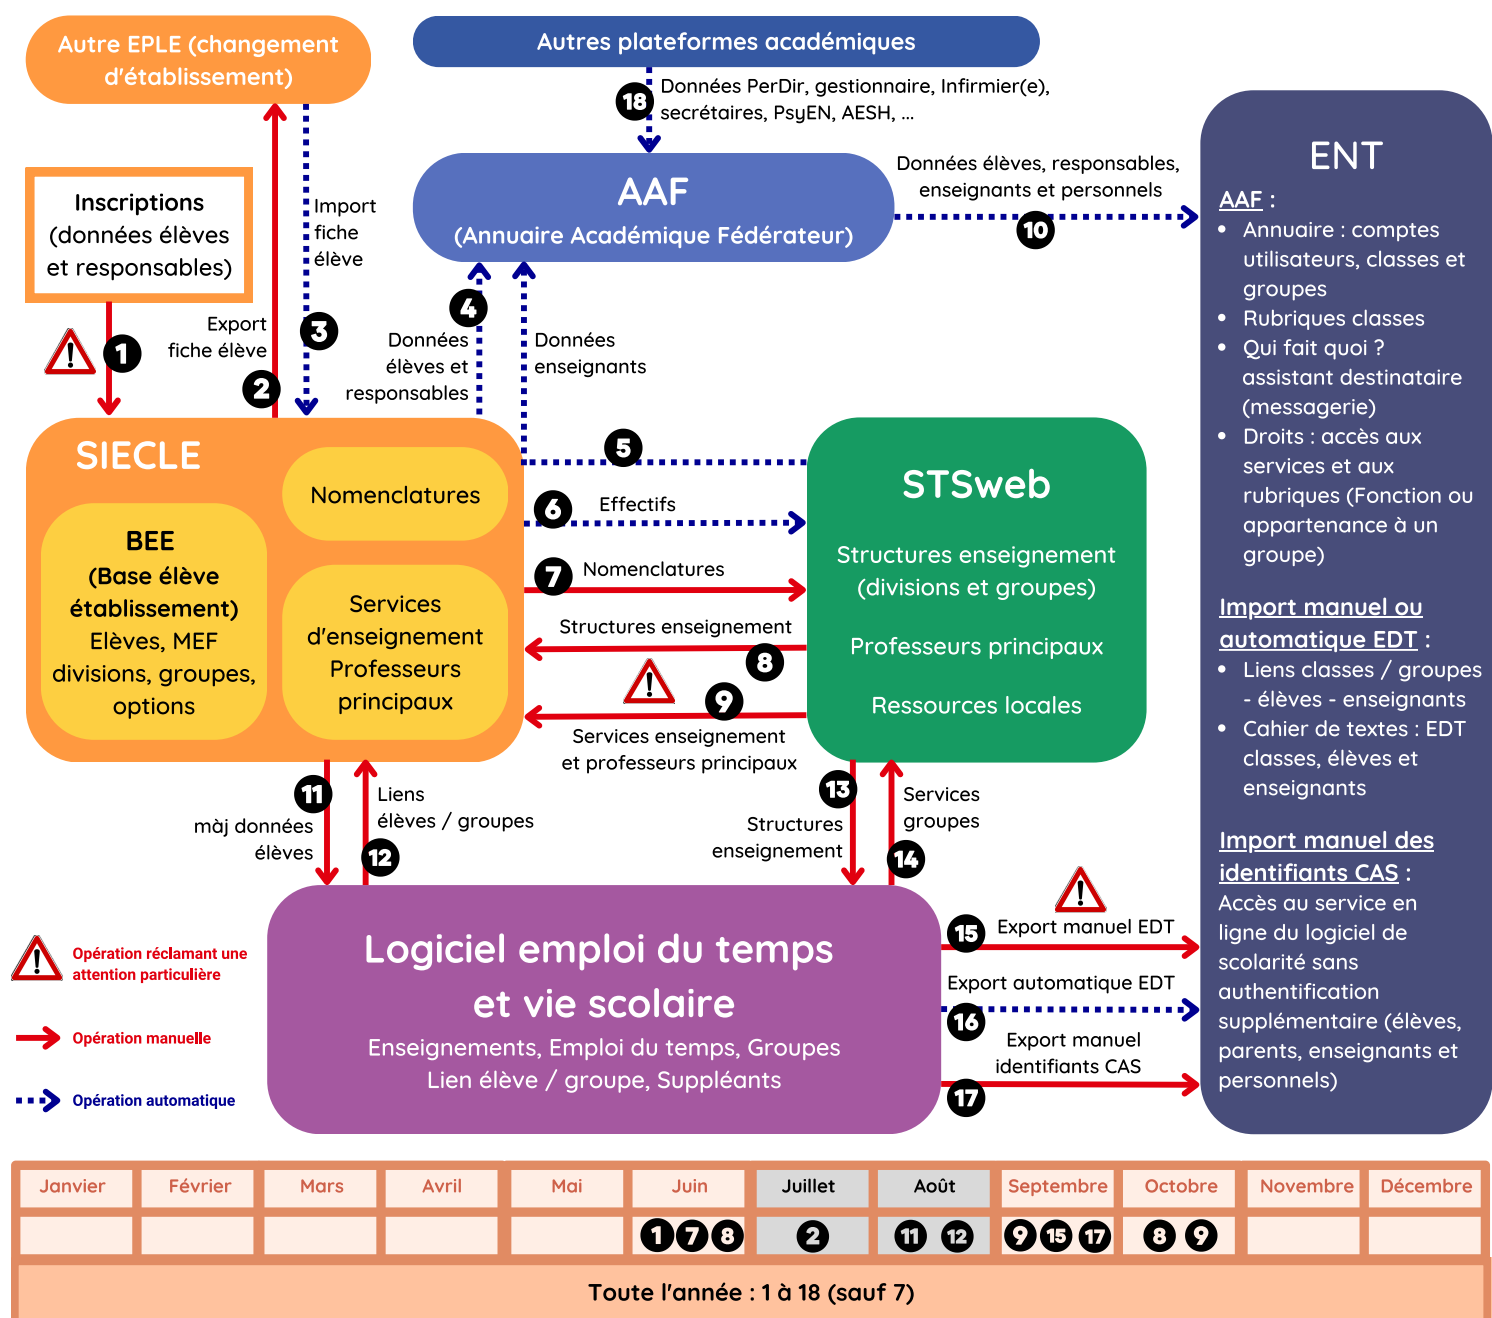 Autre EPLE (changement
d'établissement)
Autres plateformes académiques
18
Données PerDir, gestionnaire, Infirmier(e),
secrétaires, PsyEN, AESH, ...
Inscriptions
(données élèves
et responsables)
Import
fiche
élève
AAF
(Annuaire Académique Fédérateur)
Données élèves, responsables,
enseignants et personnels
10
1
Export
fiche élève
2
3
4
Données
élèves et
responsables
Données
enseignants
SIECLE
BEE
(Base élève
établissement)
Elèves, MEF
divisions, groupes,
options
Nomenclatures
Services
d'enseignement
Professeurs
principaux
5
6
Effectifs
7
Nomenclatures
Structures enseignement
8
9
Services enseignement
et professeurs principaux
STSweb
Structures enseignement
(divisions et groupes)
Professeurs principaux
Ressources locales
11
màj données
élèves
Liens
élèves / groupes
12
13
Structures
enseignement
Services
groupes
14
Logiciel emploi du temps
et vie scolaire
Enseignements, Emploi du temps, Groupes
Lien élève / groupe, Suppléants
15
Export manuel EDT
Export automatique EDT
16
Export manuel
identifiants CAS
17
ENT
AAF :
• Annuaire : comptes
utilisateurs, classes et
groupes
• Rubriques classes
• Qui fait quoi ?
assistant destinataire
(messagerie)
• Droits : accès aux
services et aux
rubriques (Fonction ou
appartenance à un
groupe)
Import manuel ou
automatique EDT :
• Liens classes / groupes
- élèves - enseignants
• Cahier de textes : EDT
classes, élèves et
enseignants
Import manuel des
identifiants CAS :
Accès au service en
ligne du logiciel de
scolarité sans
authentification
supplémentaire (élèves,
parents, enseignants et
personnels)
Opération réclamant une
attention particulière
Opération manuelle
Opération automatique
Janvier Février Mars Avril Mai Juin Juillet Août Septembre Octobre Novembre Décembre
1 7 8 2 11 12 9 15 17 8 9
Toute l'année : 1 à 18 (sauf 7)